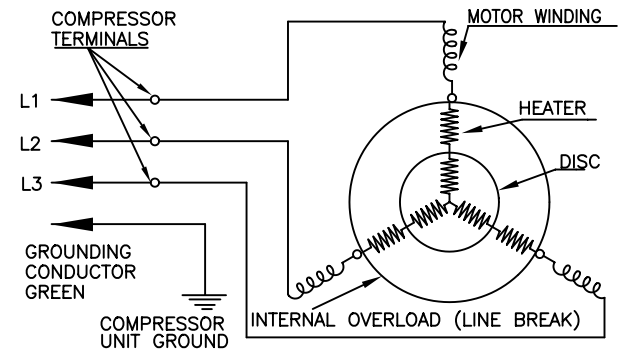 COMPRESSOR
TERMINALS
MOTOR WINDING
L1
HEATER
L2
DISC
L3
GROUNDING
CONDUCTOR
GREEN
COMPRESSOR
UNIT GROUND
INTERNAL OVERLOAD (LINE BREAK)